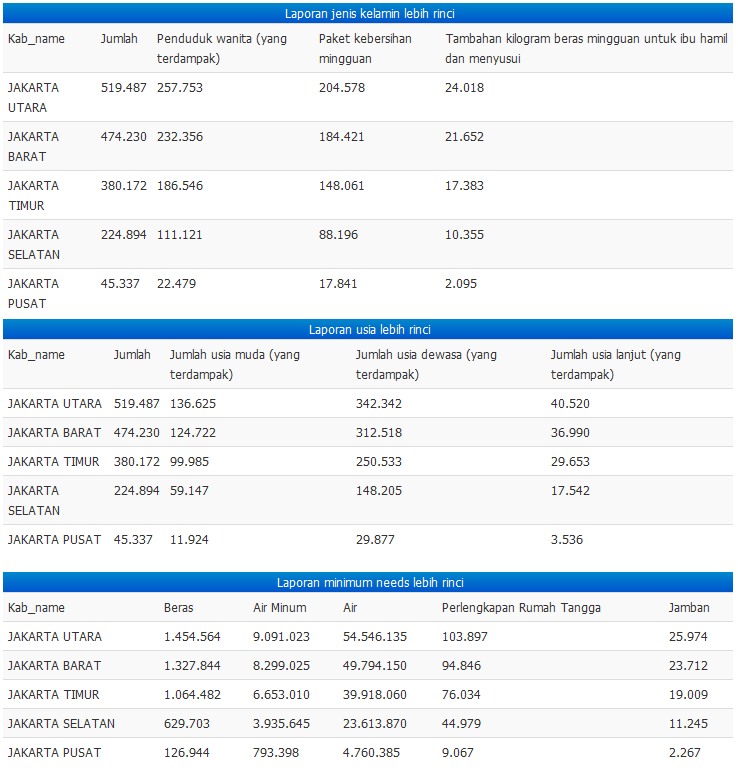 Laporan jenis kelamin lebih rinci
Kab_name Jumlah Penduduk wanita (yang terdampak) Paket kebersihan mingguan Tambahan kilogram beras mingguan untuk ibu hamil dan menyusui
JAKARTA UTARA 519.487 257.753 204.578 24.018
JAKARTA BARAT 474.230 232.356 184.421 21.652
JAKARTA TIMUR 380.172 186.546 148.061 17.383
JAKARTA SELATAN 224.894 111.121 88.196 10.355
JAKARTA PUSAT 45.337 22.479 17.841 2.095
Laporan usia lebih rinci
Kab_name Jumlah Jumlah usia muda (yang terdampak) Jumlah usia dewasa (yang terdampak) Jumlah usia lanjut (yang terdampak)
JAKARTA UTARA 519.487 136.625 342.342 40.520
JAKARTA BARAT 474.230 124.722 312.518 36.990
JAKARTA TIMUR 380.172 99.985 250.533 29.653
JAKARTA SELATAN 224.894 59.147 148.205 17.542
JAKARTA PUSAT 45.337 11.924 29.877 3.536
Laporan minimum needs lebih rinci
Kab_name Beras Air Minum Air Perlengkapan Rumah Tangga Jamban
JAKARTA UTARA 1.454.564 9.091.023 54.546.135 103.897 25.974
JAKARTA BARAT 1.327.844 8.299.025 49.794.150 94.846 23.712
JAKARTA TIMUR 1.064.482 6.653.010 39.918.060 76.034 19.009
JAKARTA SELATAN 629.703 3.935.645 23.613.870 44.979 11.245
JAKARTA PUSAT 126.944 793.398 4.760.385 9.067 2.267